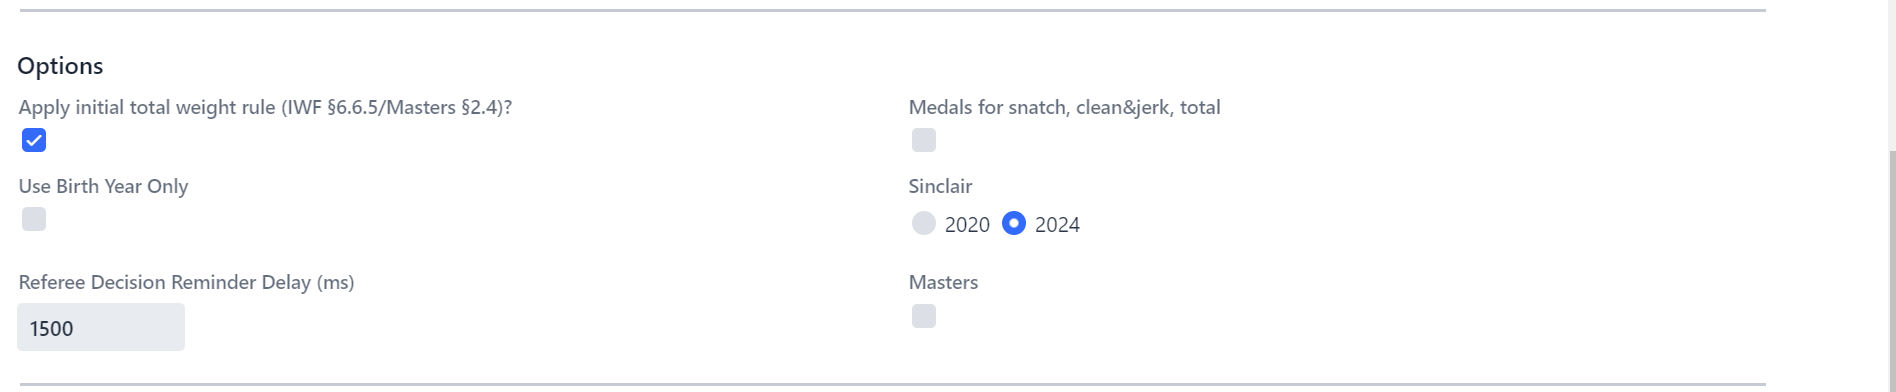 Options
Apply initial total weight rule (IWF §6.6.5/Masters §2.4)?
Medals for snatch, clean&jerk, total
Use Birth Year Only
Sinclair
2020 2024
Referee Decision Reminder Delay (ms)
Masters
1500